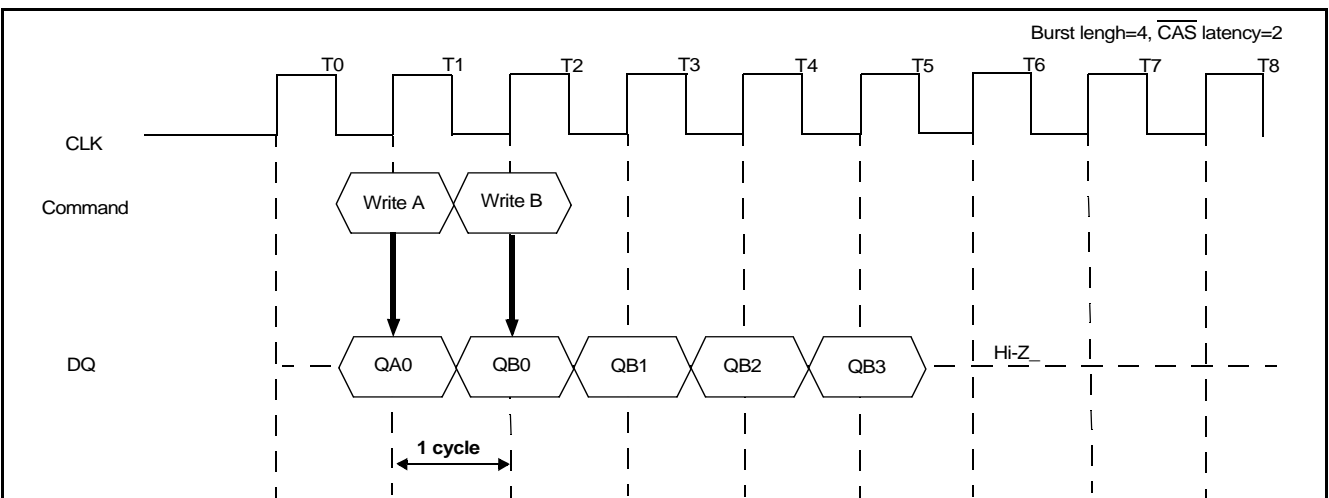 Burst lengh=4, CAS latency=2
T0 T1 T2 T3 T4 T5 T6 T7 T8
CLK
Command Write A Write B
DQ QA0 QB0 QB1 QB2 QB3 Hi-Z_
1 cycle